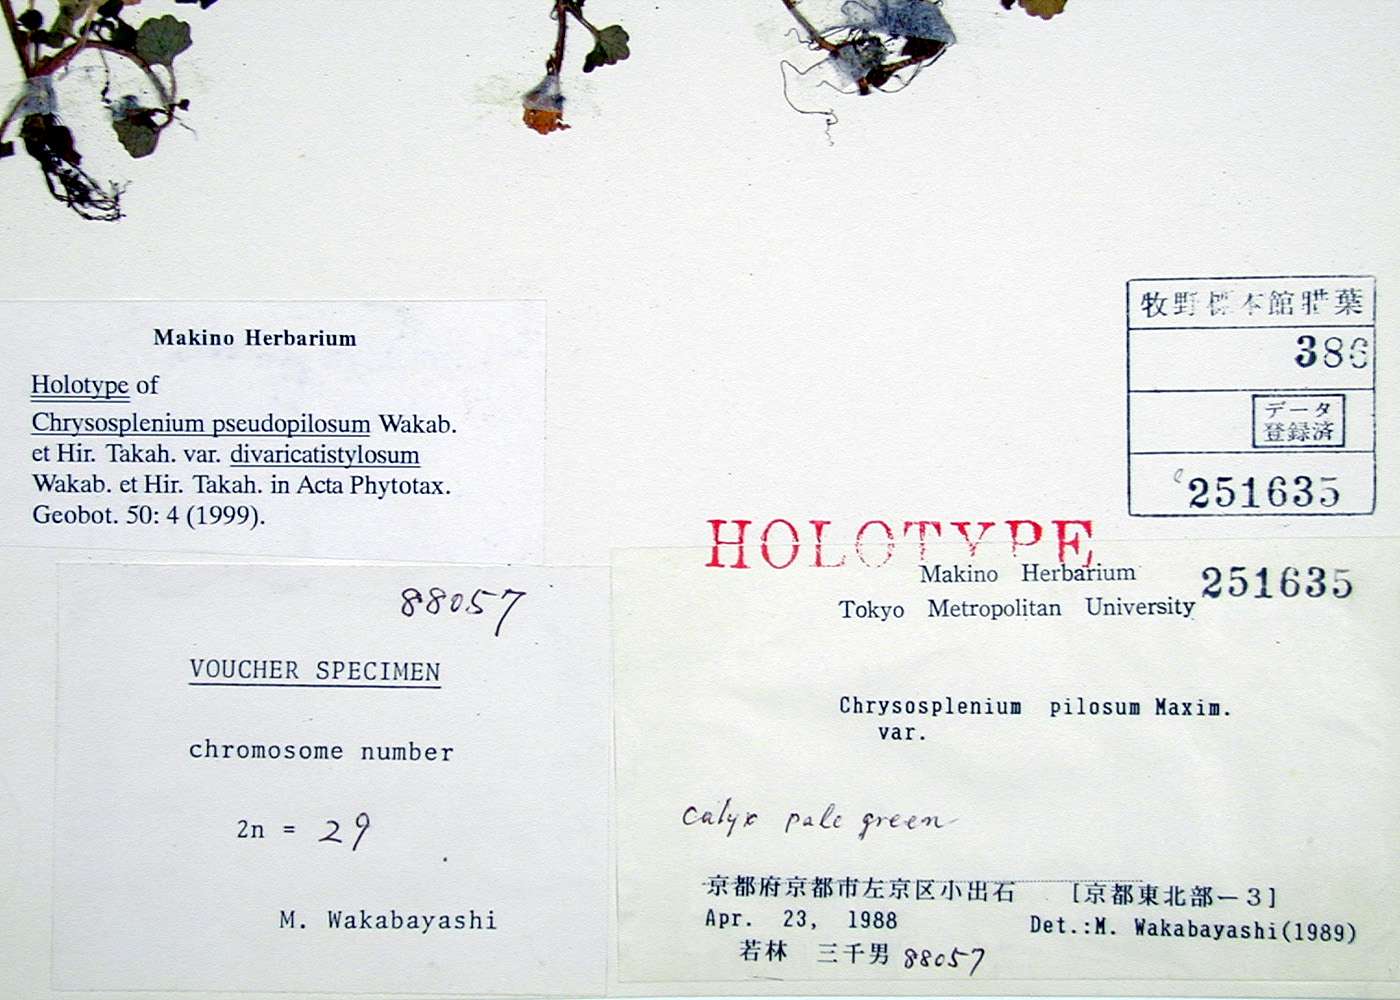 牧野標本館腊葉
386
データ
登録済
251635
Makino Herbarium
Holotype of
Chrysosplenium pseudopilosum Wakab.
et Hir. Takah. var. divaricatistylosum
Wakab. et Hir. Takah. in Acta Phytotax.
Geobot. 50: 4 (1999).
88057
VOUCHER SPECIMEN
chromosome number
2n = 29
M. Wakabayashi
HOLOTYPE
Makino Herbarium 251635
Tokyo Metropolitan University
Chrysosplenium pilosum Maxim.
var.
calyx pale green
京都府京都市左京区小出石 [京都東北部－3]
Apr. 23, 1988 Det.:M. Wakabayashi(1989)
若林 三千男 88057